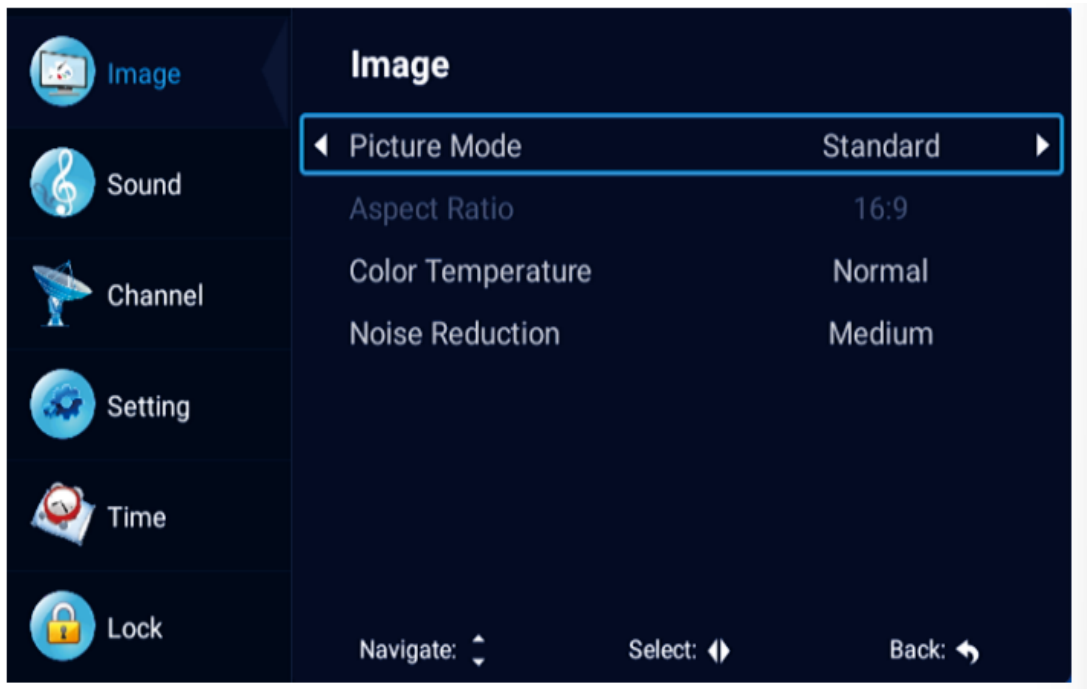 Image
Sound
Channel
Setting
Time
Lock
Image
Picture Mode Standard
Aspect Ratio 16:9
Color Temperature Normal
Noise Reduction Medium
Navigate: Select: Back: